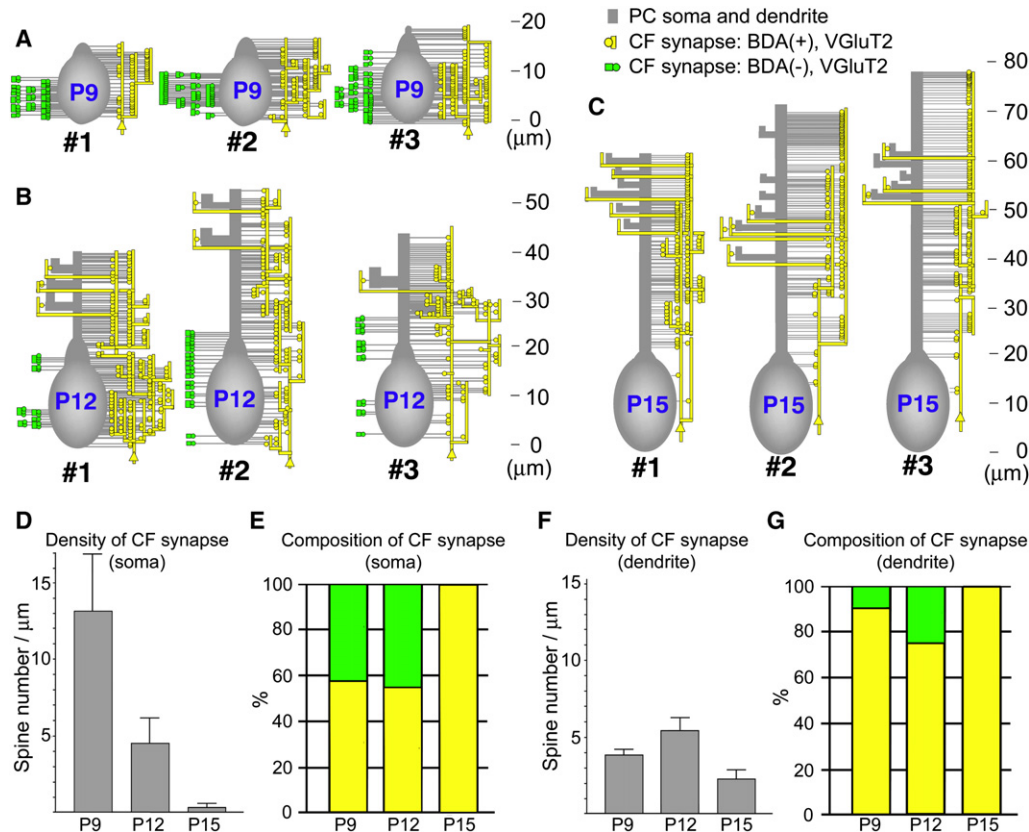 A
P9
#1
P9
#2
P9
#3
20
10
0
(μm)
PC soma and dendrite
CF synapse: BDA(+), VGluT2
CF synapse: BDA(-), VGluT2
B
P12
#1
P12
#2
P12
#3
50
40
30
20
10
0
(μm)
C
P15
#1
P15
#2
P15
#3
80
70
60
50
40
30
20
10
0
(μm)
D
Density of CF synapse
(soma)
Spine number / μm
15
10
5
P9
P12
P15
E
Composition of CF synapse
(soma)
%
100
80
60
40
20
0
P9
P12
P15
F
Density of CF synapse
(dendrite)
Spine number / μm
15
10
5
P9
P12
P15
G
Composition of CF synapse
(dendrite)
%
100
80
60
40
20
0
P9
P12
P15